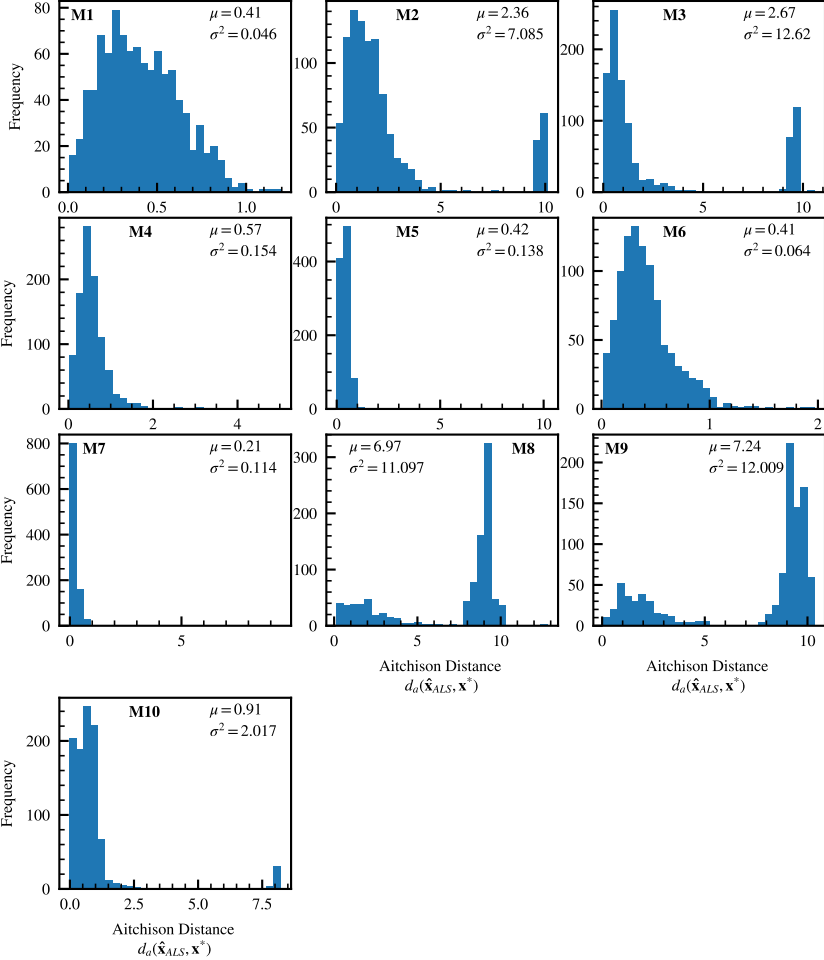 M1
μ = 0.41
σ² = 0.046
Frequency
0
20
40
60
80
0.0
0.5
1.0
M2
μ = 2.36
σ² = 7.085
0
50
100
0
5
10
M3
μ = 2.67
σ² = 12.62
0
100
200
0
5
10
M4
μ = 0.57
σ² = 0.154
Frequency
0
100
200
0
2
4
M5
μ = 0.42
σ² = 0.138
0
200
400
0
5
10
M6
μ = 0.41
σ² = 0.064
0
50
100
0
1
2
M7
μ = 0.21
σ² = 0.114
Frequency
0
200
400
600
800
0
5
M8
μ = 6.97
σ² = 11.097
0
100
200
300
0
5
10
Aitchison Distance
dₐ(x̂_ALS, x*)
M9
μ = 7.24
σ² = 12.009
0
50
100
150
200
0
5
10
Aitchison Distance
dₐ(x̂_ALS, x*)
M10
μ = 0.91
σ² = 2.017
Frequency
0
100
200
0.0
2.5
5.0
7.5
Aitchison Distance
dₐ(x̂_ALS, x*)